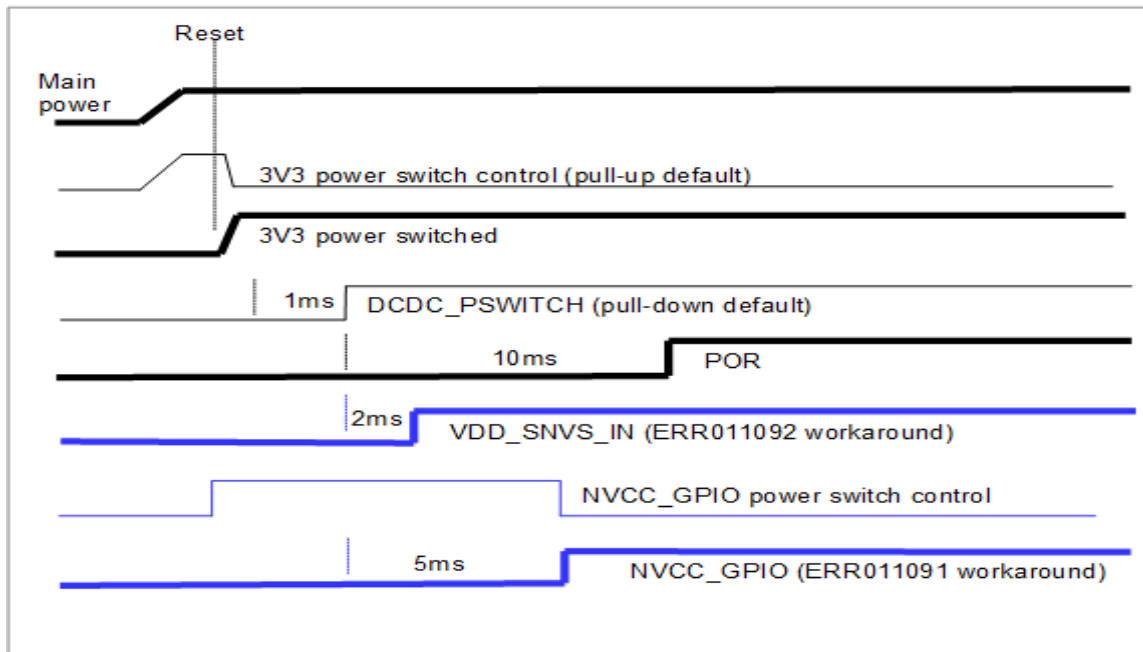 Reset
Main
power
3V3 power switch control (pull-up default)
3V3 power switched
1ms
DCDC_PSWITCH (pull-down default)
10ms
POR
2ms
VDD_SNVS_IN (ERR011092 workaround)
NVCC_GPIO power switch control
5ms
NVCC_GPIO (ERR011091 workaround)